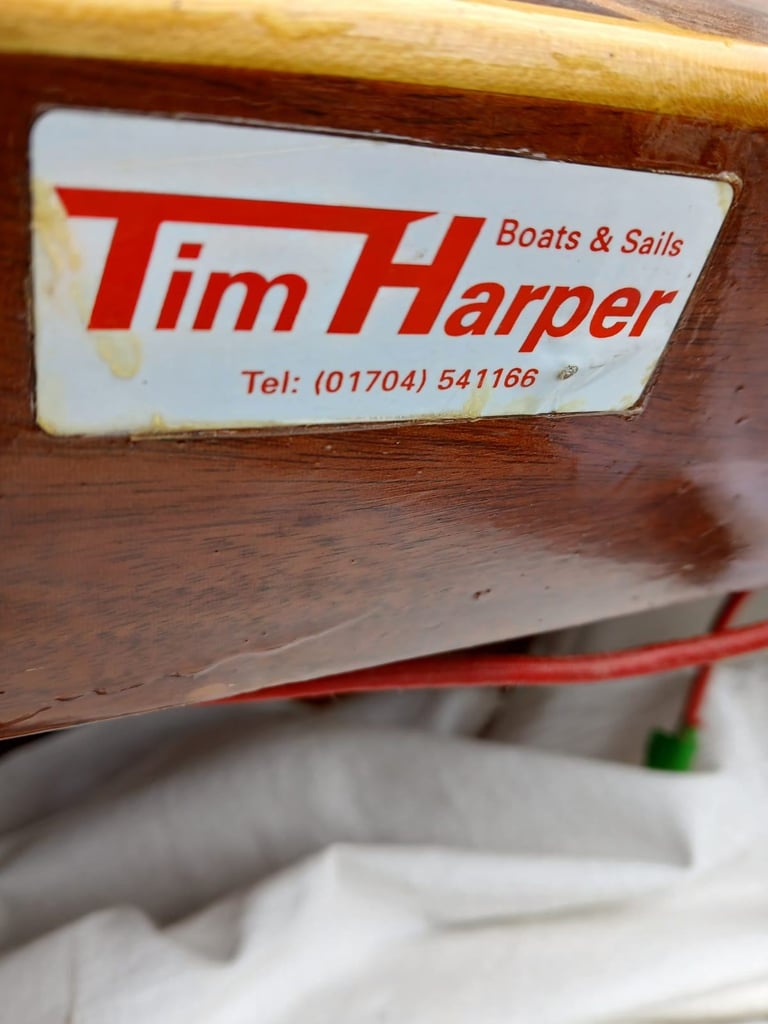 Boats & Sails
Tim Harper
Tel: (01704) 541166